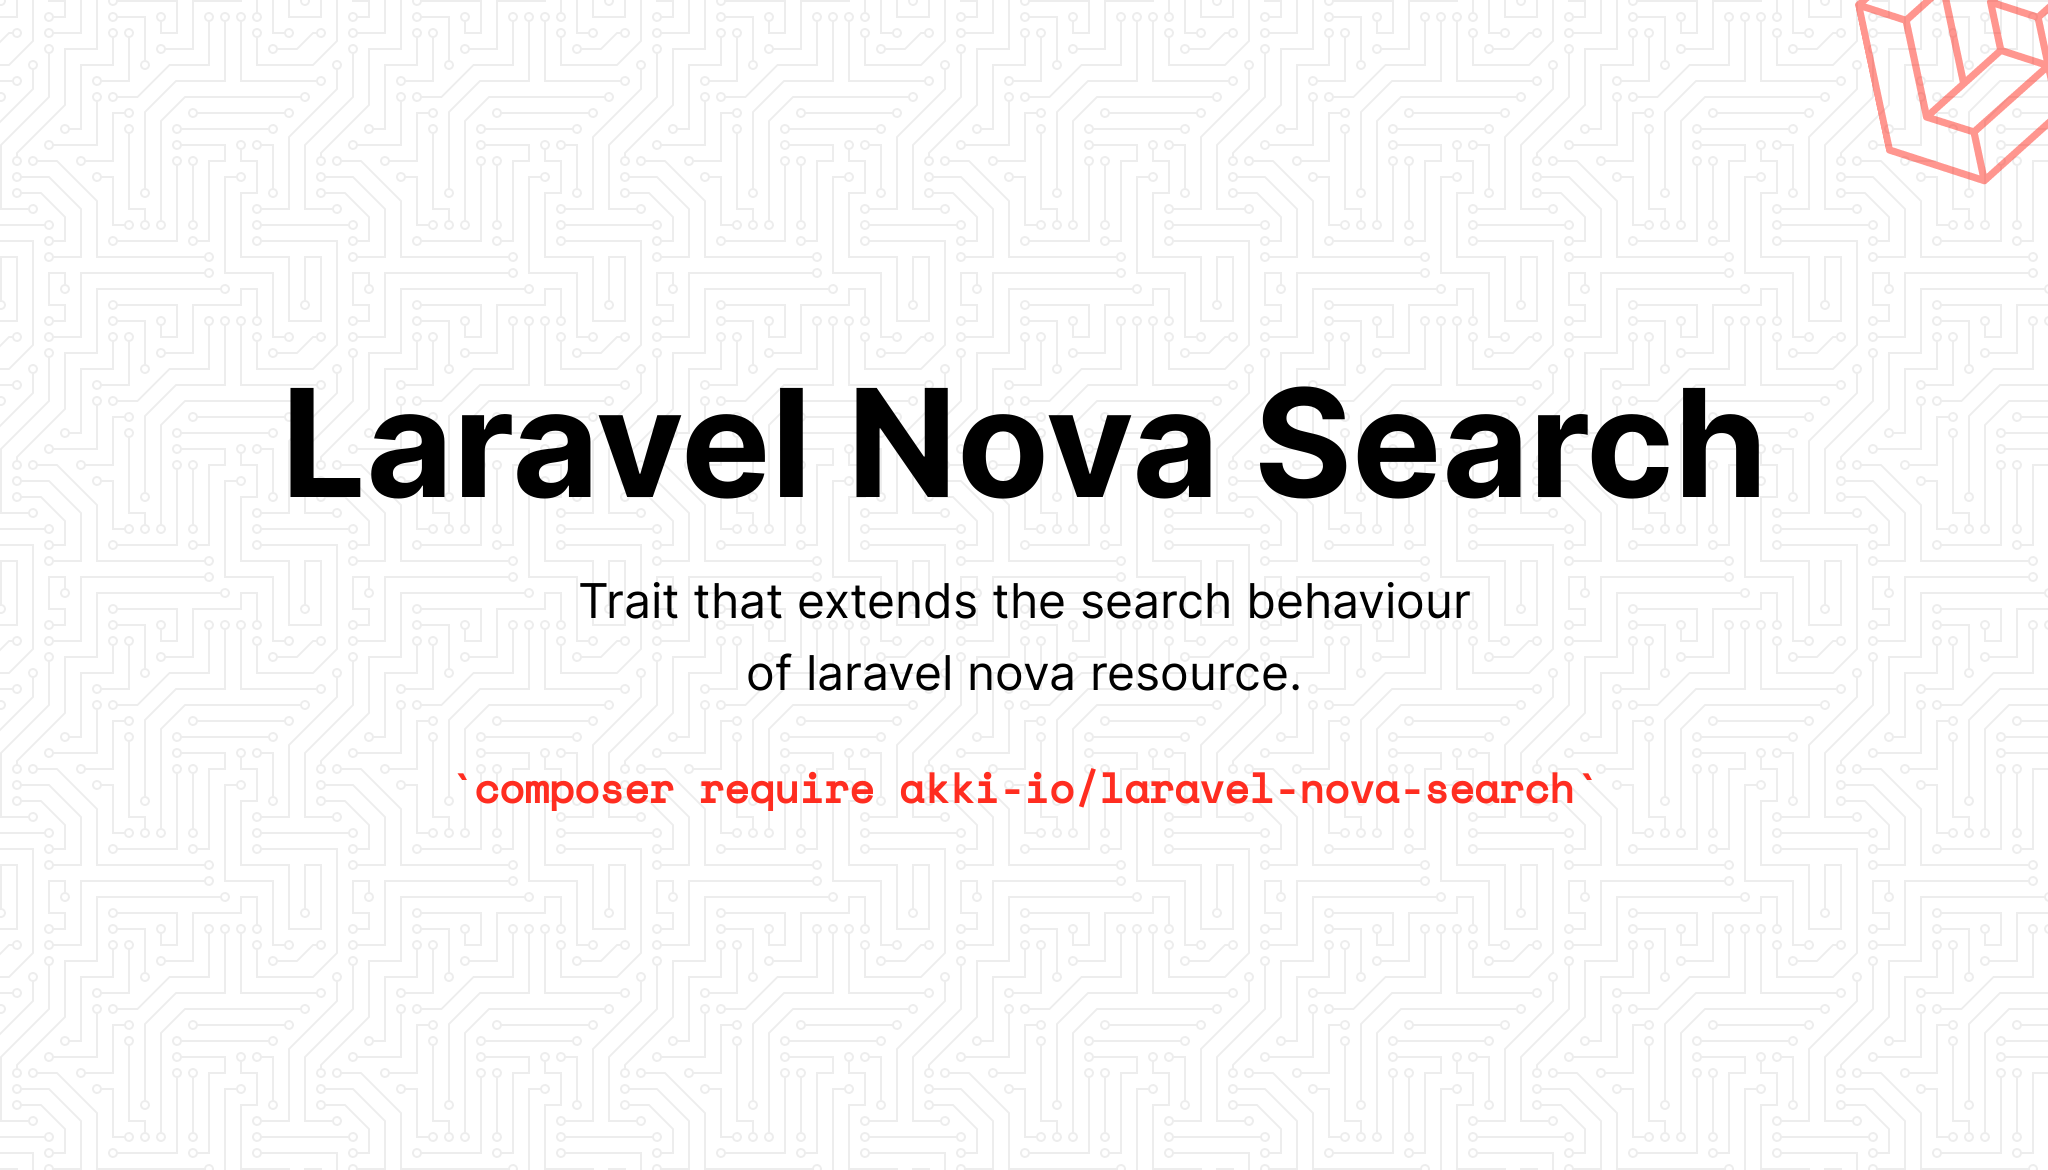 Laravel Nova Search
Trait that extends the search behaviour
of laravel nova resource.
`composer require akki-io/laravel-nova-search`